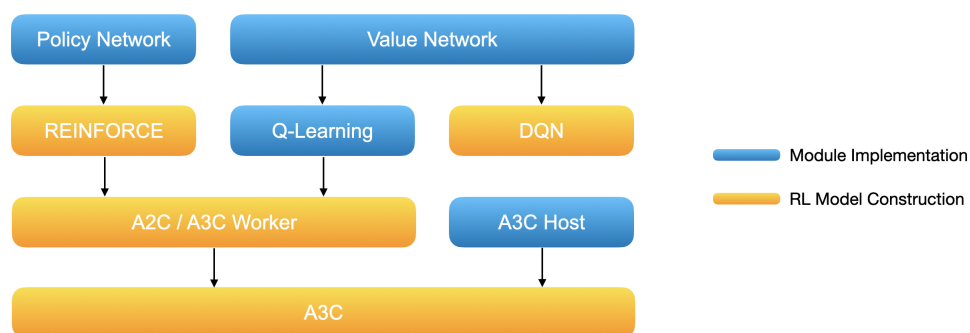 Policy Network
Value Network
REINFORCE
Q-Learning
DQN
Module Implementation
RL Model Construction
A2C / A3C Worker
A3C Host
A3C